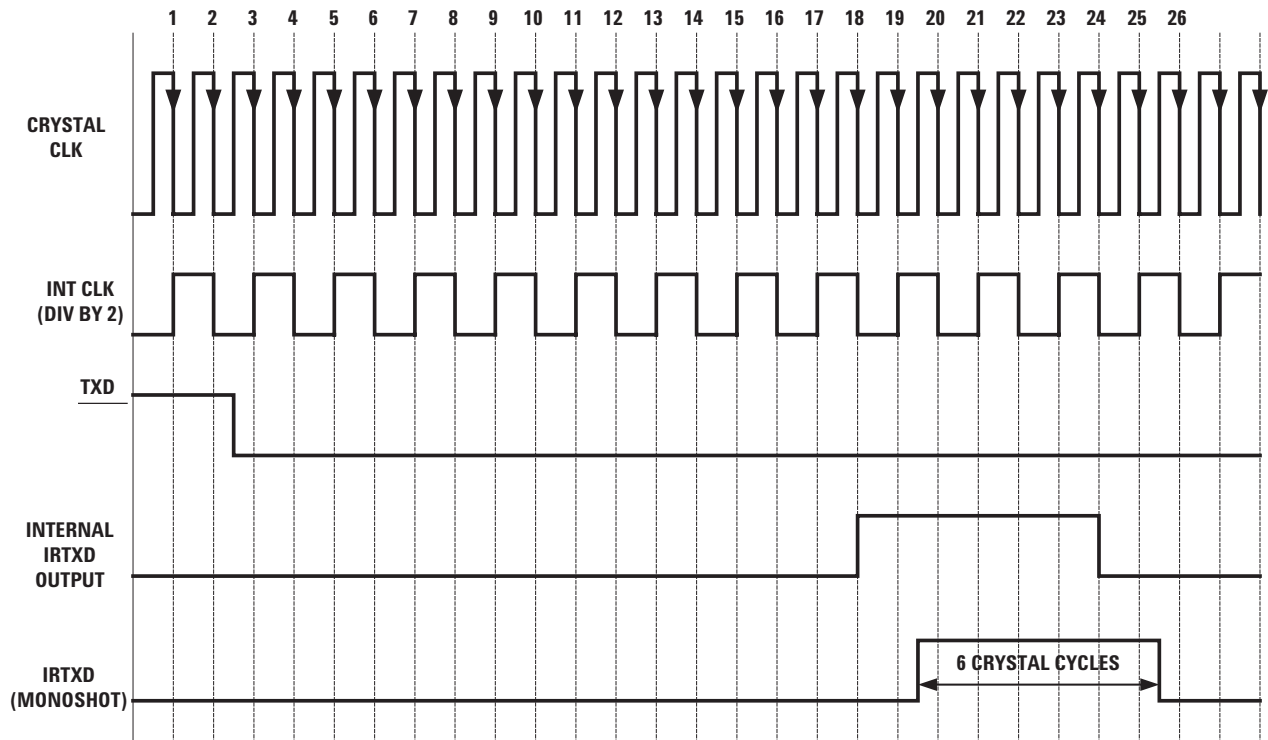 1 2 3 4 5 6 7 8 9 10 11 12 13 14 15 16 17 18 19 20 21 22 23 24 25 26
CRYSTAL
CLK
INT CLK
(DIV BY 2)
TXD
INTERNAL
IRTXD
OUTPUT
IRTXD
(MONOSHOT)
6 CRYSTAL CYCLES